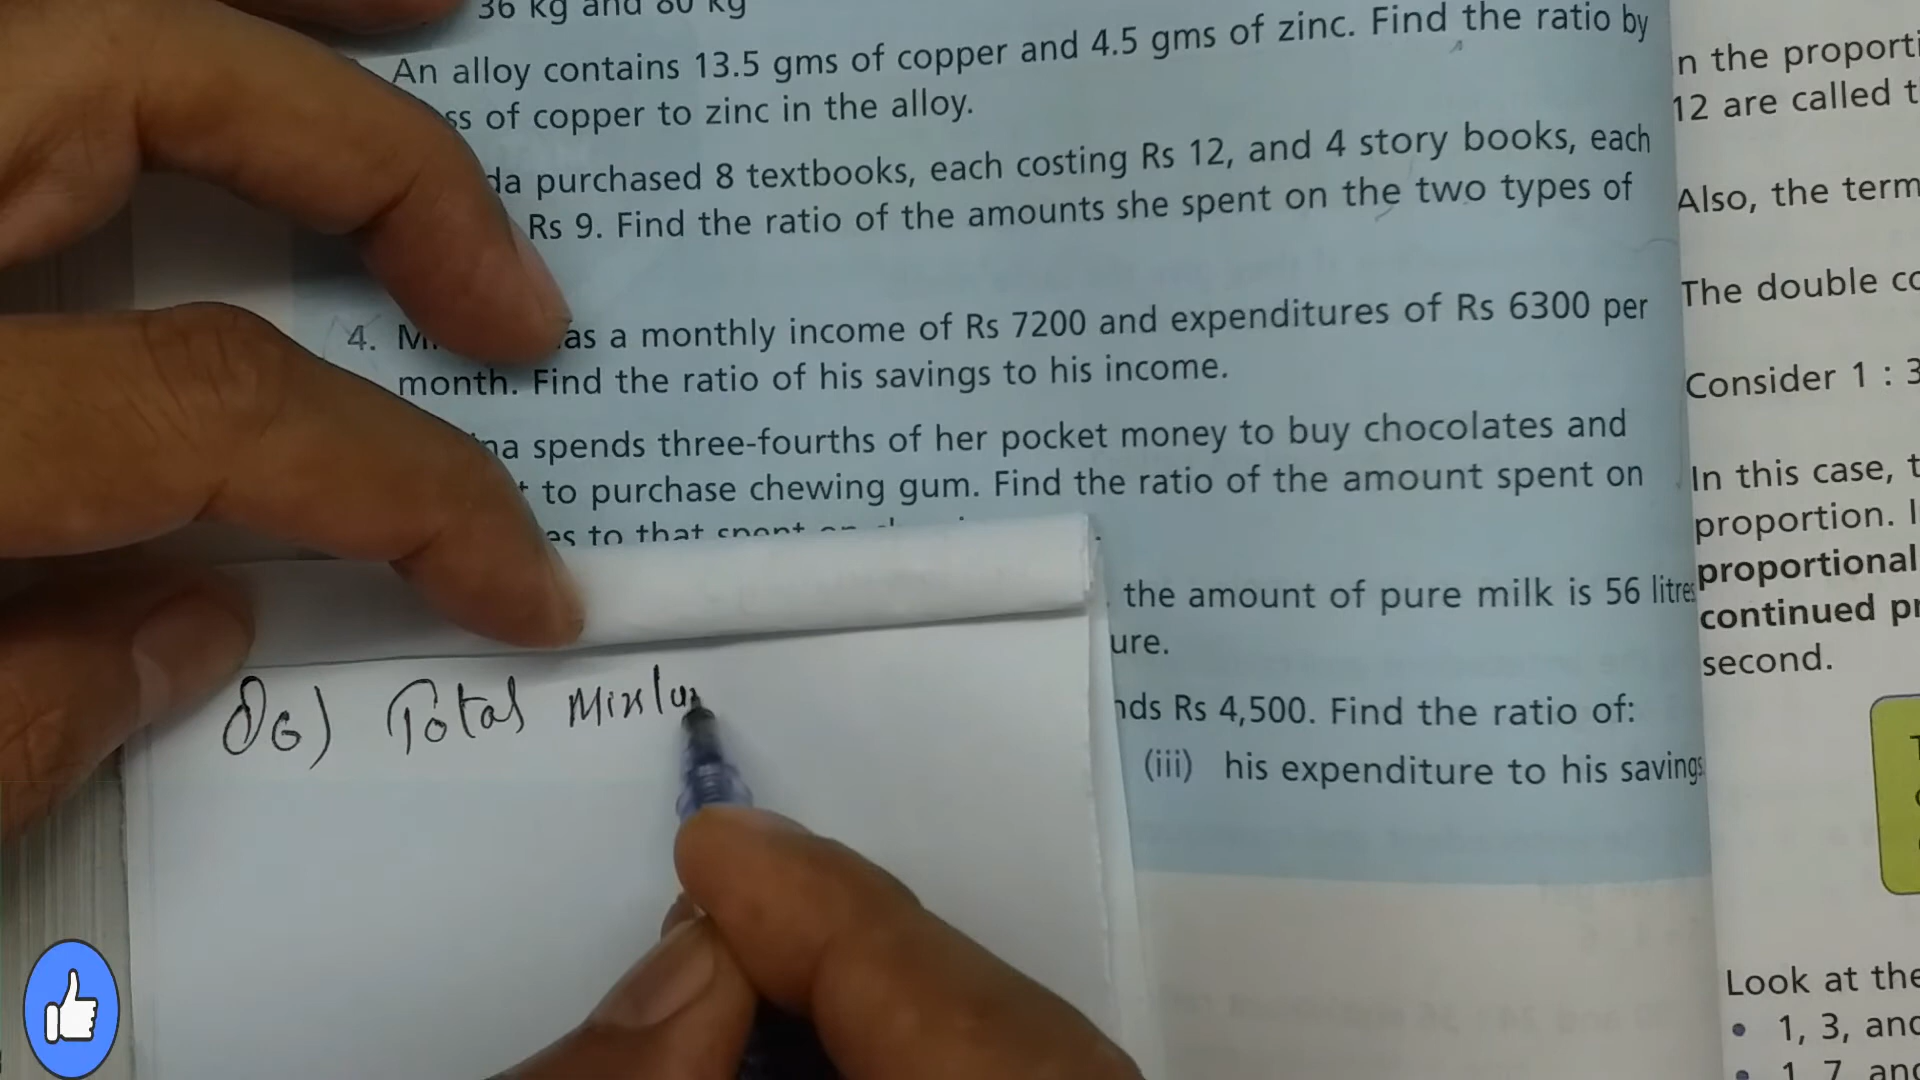 36 kg and 80 kg
An alloy contains 13.5 gms of copper and 4.5 gms of zinc. Find the ratio by
ss of copper to zinc in the alloy.
da purchased 8 textbooks, each costing Rs 12, and 4 story books, each
Rs 9. Find the ratio of the amounts she spent on the two types of
4. M as a monthly income of Rs 7200 and expenditures of Rs 6300 per
month. Find the ratio of his savings to his income.
na spends three-fourths of her pocket money to buy chocolates and
t to purchase chewing gum. Find the ratio of the amount spent on
es to that spent on
the amount of pure milk is 56 litres
ure.
nds Rs 4,500. Find the ratio of:
(iii) his expenditure to his savings
Q6) Total Mixtu
n the proporti
12 are called t
Also, the term
The double co
Consider 1 : 3
In this case, t
proportion. I
proportional
continued pr
second.
Look at the
• 1, 3, and
• 1, 7, and